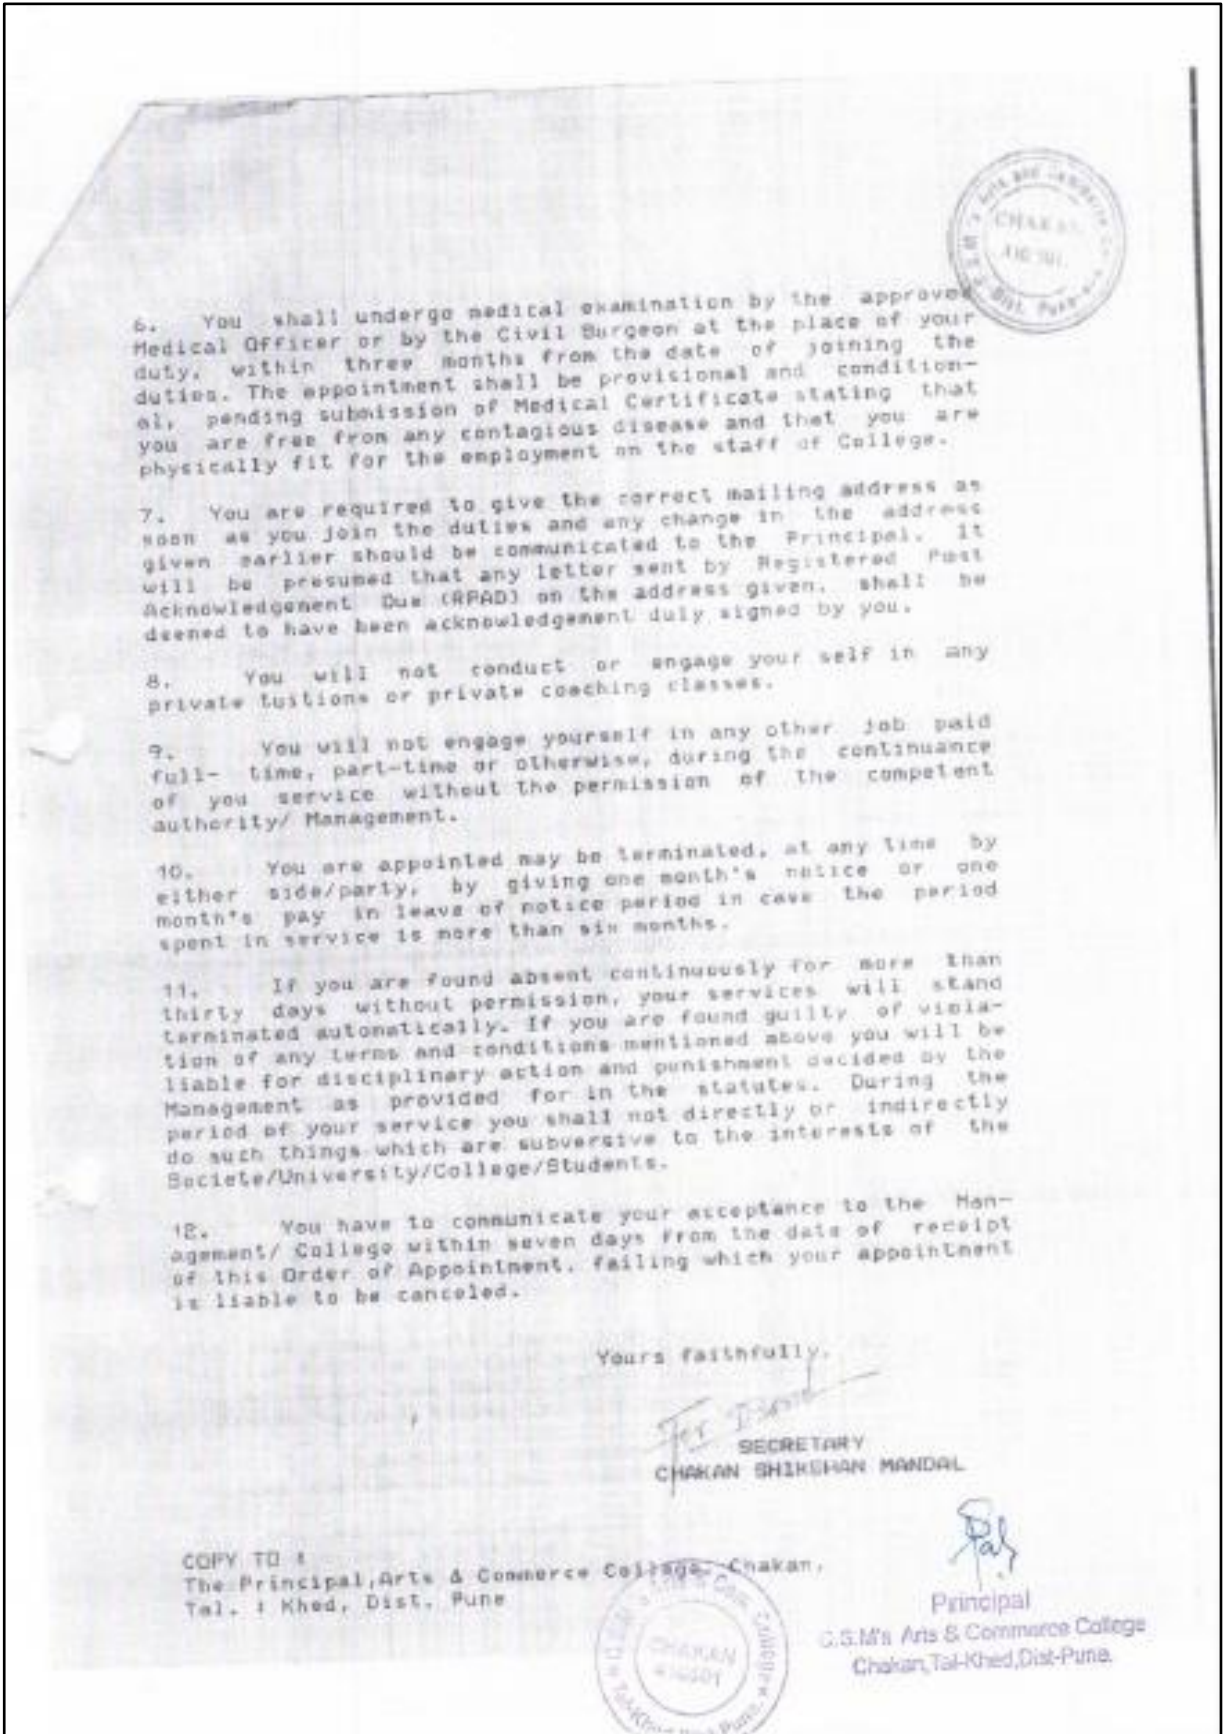 's Arts and Commerce
CHAKAN
410 501.
Dist. Pune
6. You shall undergo medical examination by the approved
Medical Officer or by the Civil Surgeon at the place of your
duty, within three months from the date of joining the
duties. The appointment shall be provisional and condition-
al, pending submission of Medical Certificate stating that
you are free from any contagious disease and that you are
physically fit for the employment on the staff of College.
7. You are required to give the correct mailing address as
soon as you join the duties and any change in the address
given earlier should be communicated to the Principal. It
will be presumed that any letter sent by Registered Post
Acknowledgement Due (RPAD) on the address given, shall be
deened to have been acknowledgement duly signed by you.
8. You will not conduct or engage your self in any
private tuitions or private coaching classes.
9. You will not engage yourself in any other job paid
full- time, part-time or otherwise, during the continuance
of you service without the permission of the competent
authority/ Management.
10. You are appointed may be terminated, at any time by
either side/party, by giving one month's notice or one
month's pay in leave of notice period in case the period
spent in service is more than six months.
11. If you are found absent continuously for more than
thirty days without permission, your services will stand
terminated automatically. If you are found guilty of viola-
tion of any terms and conditions mentioned above you will be
liable for disciplinary action and punishment decided by the
Management as provided for in the statutes. During the
period of your service you shall not directly or indirectly
do such things which are subversive to the interests of the
Societe/University/College/Students.
12. You have to communicate your acceptance to the Man-
agement/ College within seven days from the date of receipt
of this Order of Appointment, failing which your appointment
is liable to be canceled.
Yours faithfully,
For
SECRETARY
CHAKAN SHIKSHAN MANDAL
COPY TO :
The Principal,Arts & Commerce College, Chakan,
Tal. : Khed, Dist. Pune
CHAKAN
410501
Principal
C.S.M's Arts & Commerce College
Chakan,Tal-Khed,Dist-Pune.